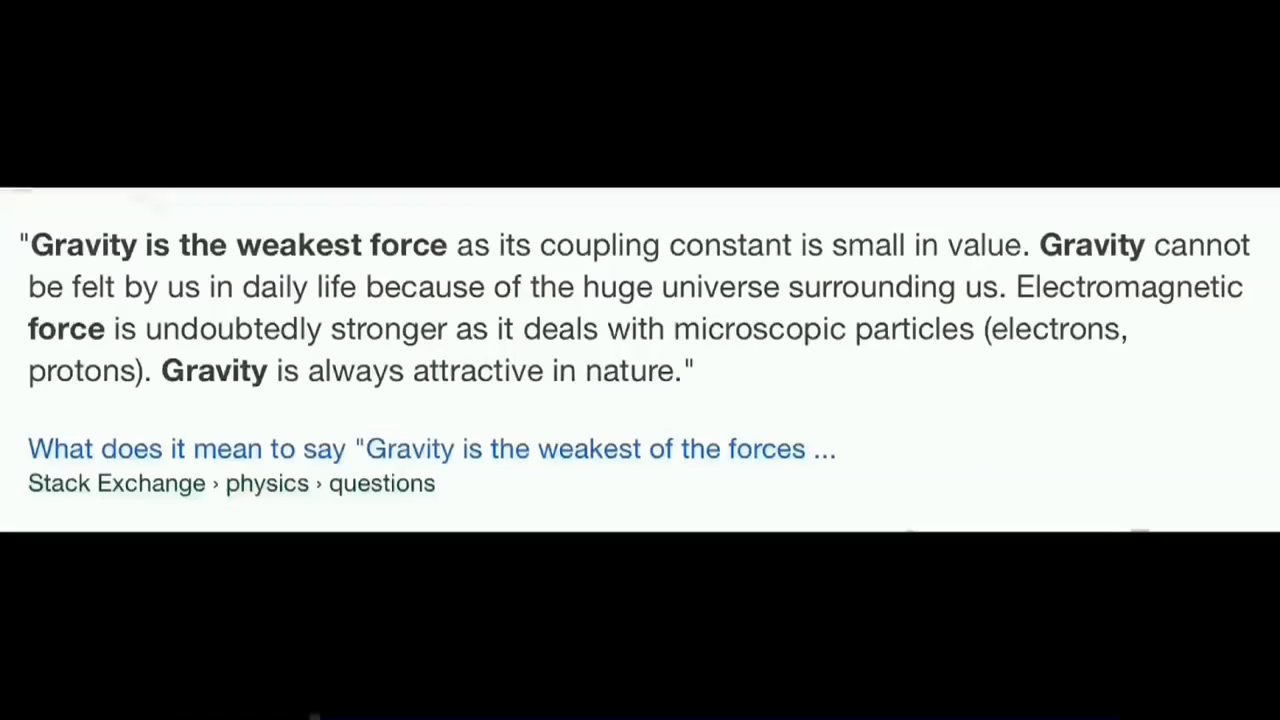 "Gravity is the weakest force as its coupling constant is small in value. Gravity cannot
be felt by us in daily life because of the huge universe surrounding us. Electromagnetic
force is undoubtedly stronger as it deals with microscopic particles (electrons,
protons). Gravity is always attractive in nature."
What does it mean to say "Gravity is the weakest of the forces ...
Stack Exchange › physics › questions